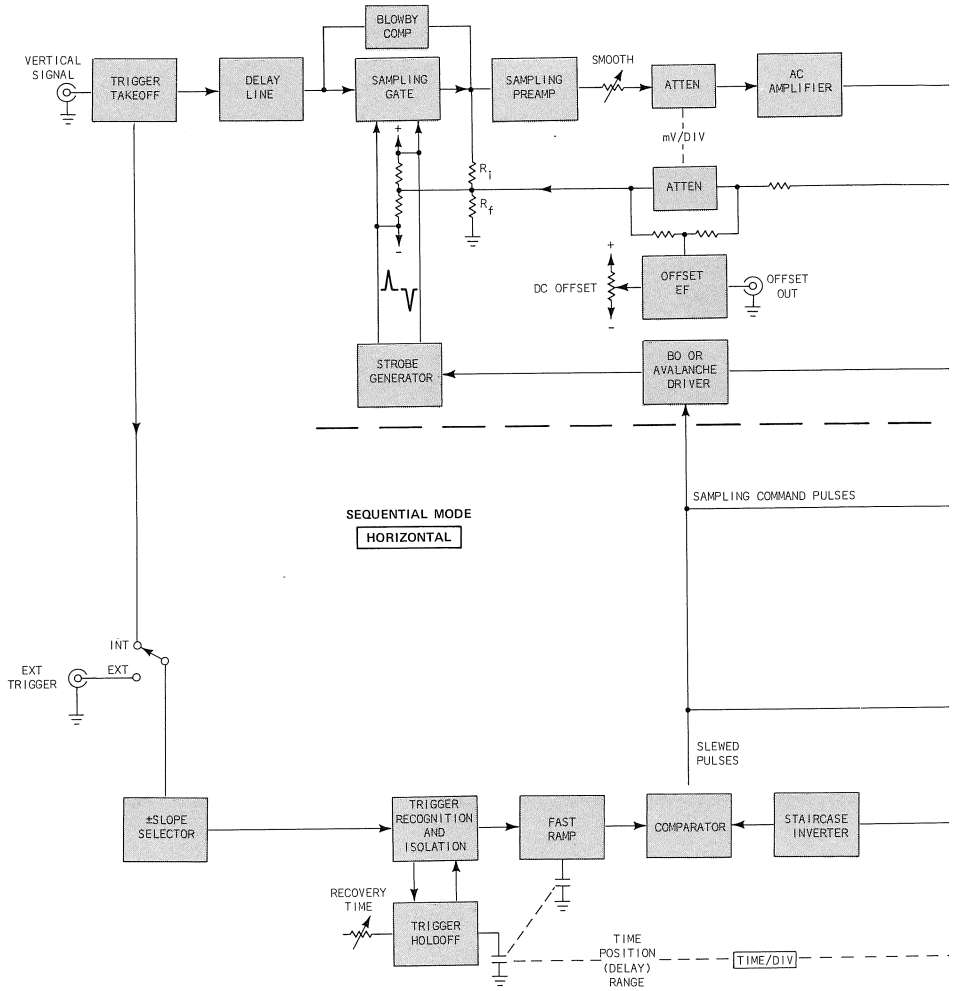 BLOWBY
COMP
VERTICAL
SIGNAL
TRIGGER
TAKEOFF
DELAY
LINE
SAMPLING
GATE
SAMPLING
PREAMP
SMOOTH
ATTEN
AC
AMPLIFIER
mV/DIV
+
Ri
ATTEN
Rf
-
+
DC OFFSET
-
OFFSET
EF
OFFSET
OUT
STROBE
GENERATOR
BO OR
AVALANCHE
DRIVER
SAMPLING COMMAND PULSES
SEQUENTIAL MODE
HORIZONTAL
INT
EXT
TRIGGER
EXT
SLEWED
PULSES
±SLOPE
SELECTOR
TRIGGER
RECOGNITION
AND
ISOLATION
FAST
RAMP
COMPARATOR
STAIRCASE
INVERTER
RECOVERY
TIME
TRIGGER
HOLDOFF
TIME
POSITION
(DELAY)
RANGE
TIME/DIV